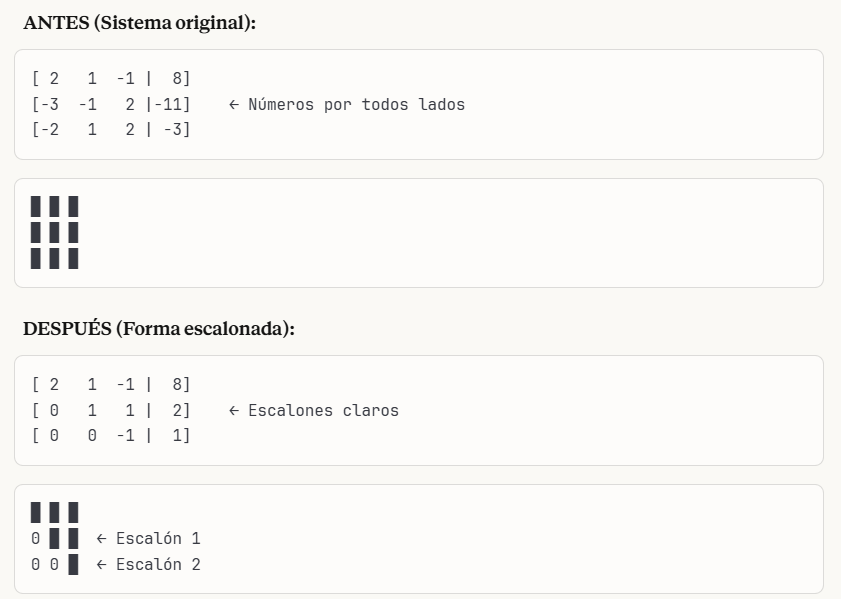 ANTES (Sistema original):
[ 2   1  -1 |  8]
[-3  -1   2 |-11]    ← Números por todos lados
[-2   1   2 | -3]
█ █ █
█ █ █
█ █ █
DESPUÉS (Forma escalonada):
[ 2   1  -1 |  8]
[ 0   1   1 |  2]    ← Escalones claros
[ 0   0  -1 |  1]
█ █ █
0 █ █  ← Escalón 1
0 0 █  ← Escalón 2